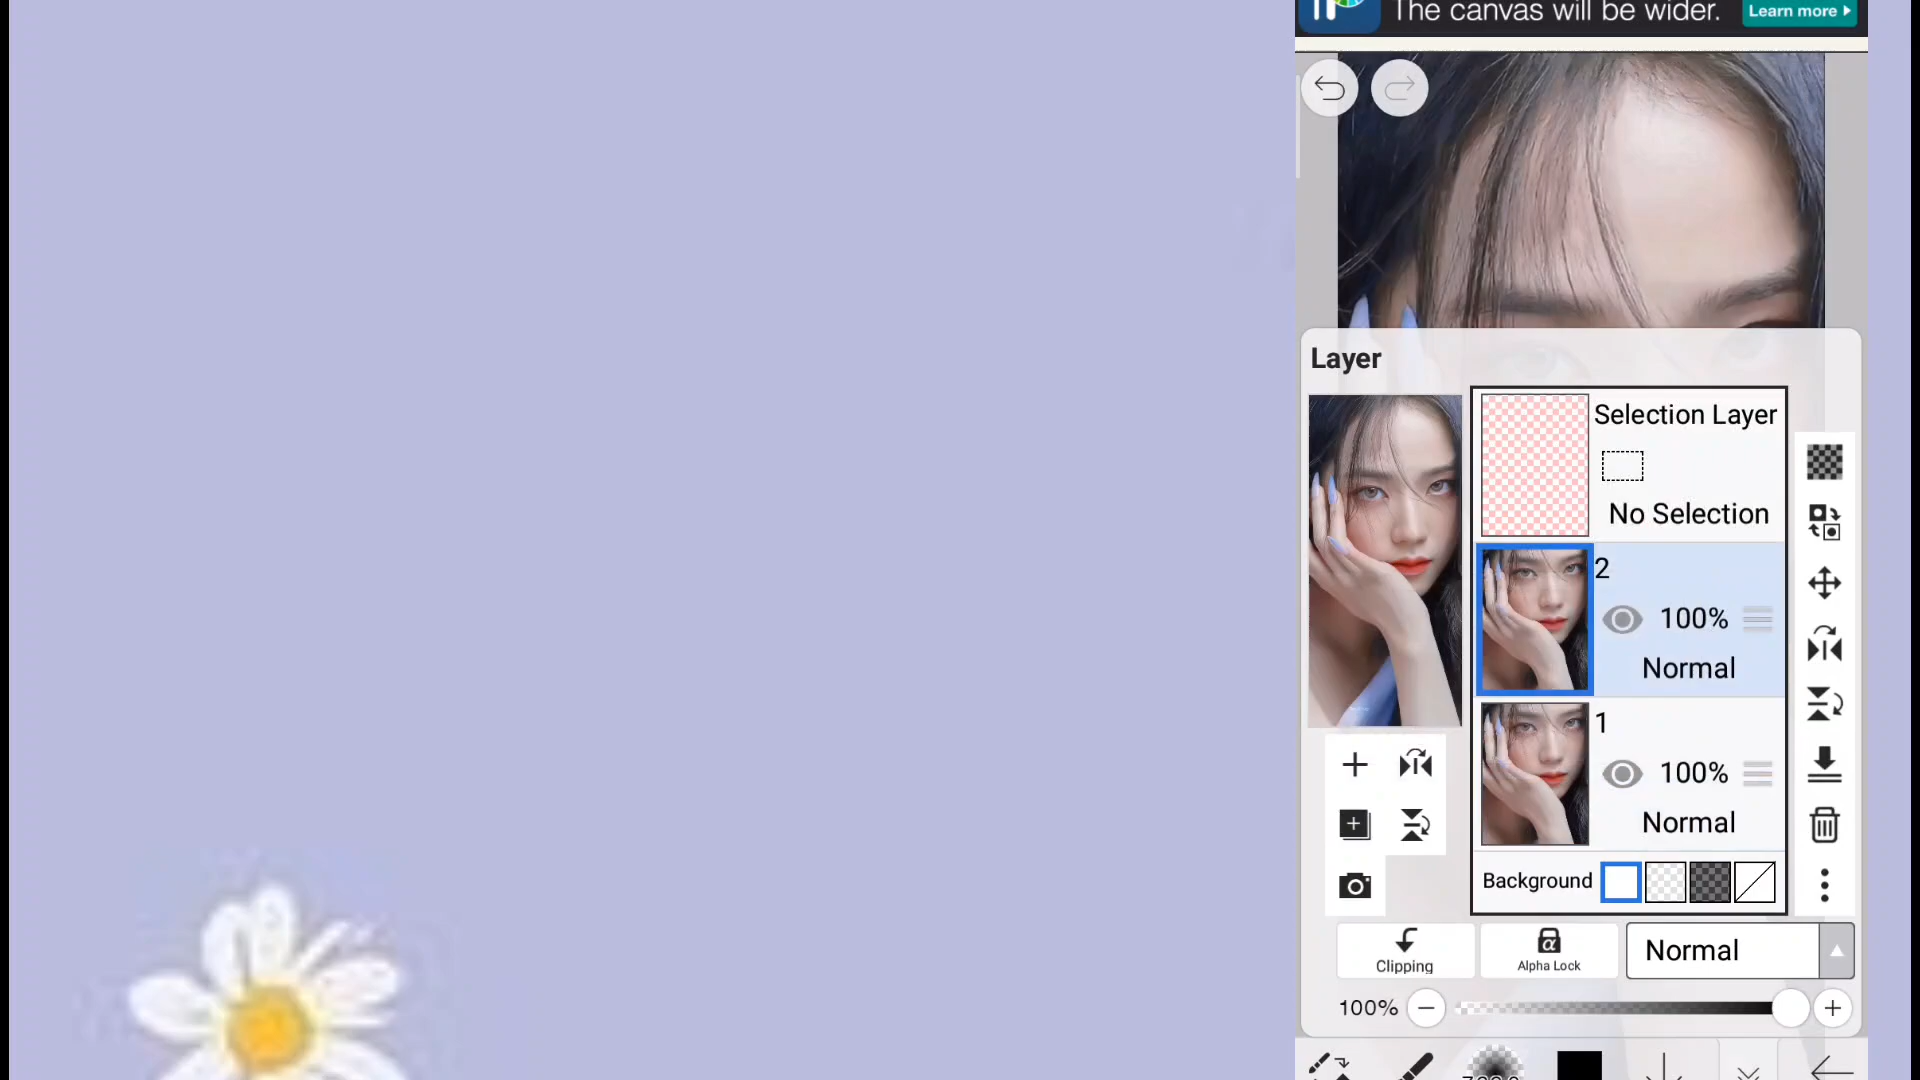 The canvas will be wider.
Learn more
Layer
Selection Layer
No Selection
2
100%
Normal
1
100%
Normal
Background
Clipping
α
Alpha Lock
Normal
100%